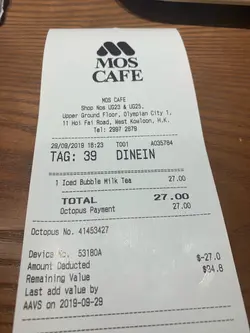 MOS
CAFE
MOS CAFE
Shop Nos UG23 & UG25,
Upper Ground Floor, Olympian City 1,
11 Hoi Fai Road, West Kowloon, H.K.
Tel: 2997 2879
29/09/2019 16:23 T001 A035764
TAG: 39 DINEIN
1 Iced Bubble Milk Tea 27.00
TOTAL 27.00
Octopus Payment 27.00
Octopus No. 41453427
Device No. 53180A
Amount Deducted $-27.0
Remaining Value $94.8
Last add value by
AAVS on 2019-09-29